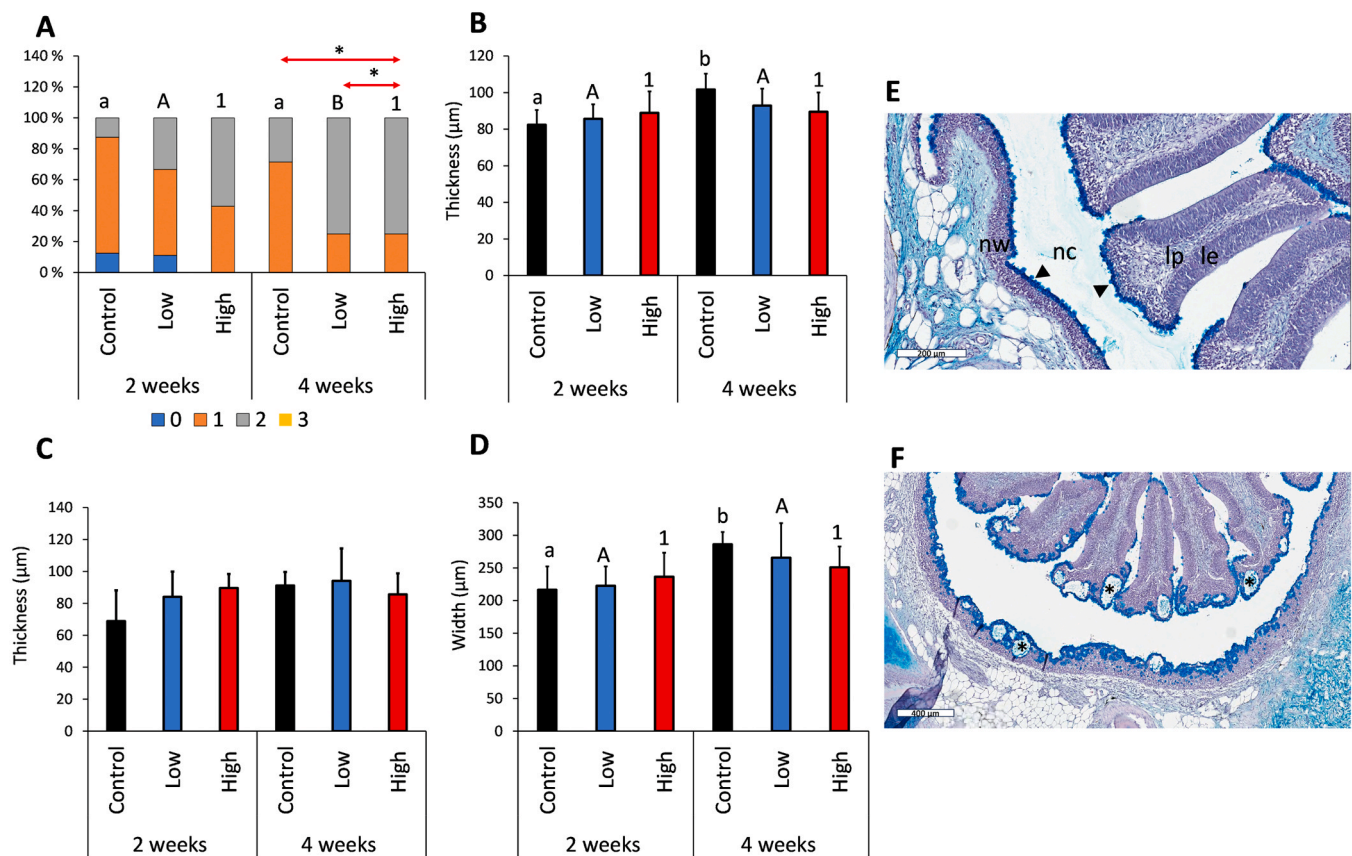 A
140 %
120 %
100 %
80 %
60 %
40 %
20 %
0 %
* *
a A 1 a B 1
Control Low High Control Low High
2 weeks 4 weeks
0 1 2 3
B
Thickness (µm)
120
100
80
60
40
20
0
a A 1 b A 1
Control Low High Control Low High
2 weeks 4 weeks
E
nw nc lp le
200 µm
C
Thickness (µm)
140
120
100
80
60
40
20
0
Control Low High Control Low High
2 weeks 4 weeks
D
Width (µm)
350
300
250
200
150
100
50
0
a A 1 b A 1
Control Low High Control Low High
2 weeks 4 weeks
F
* * *
400 µm